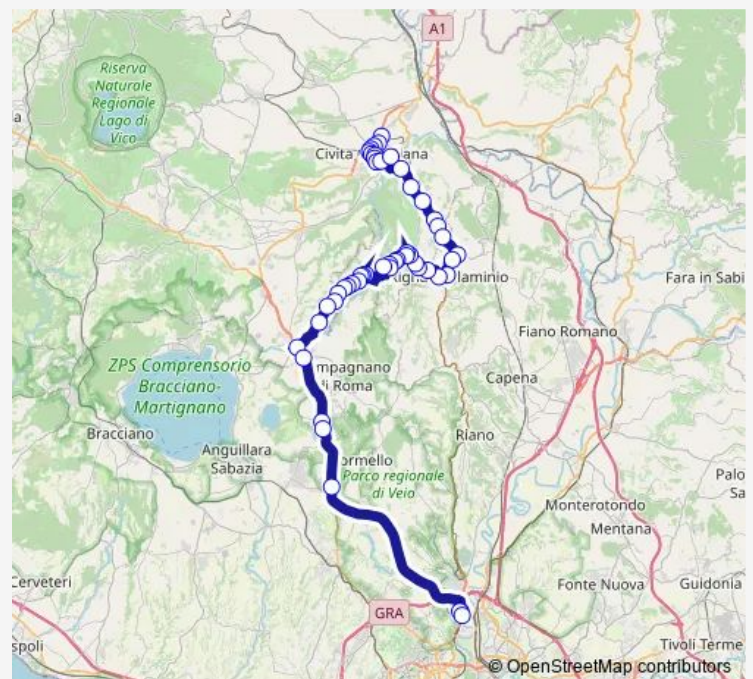 A1
Riserva
Naturale
Regionale
Lago di
Vico
a
Civita
ana
laminio
Fara in Sabi
Fiano Romano
ZPS Comprensorio
Bracciano-
Martignano
mpagnano
di Roma
Capena
Bracciano
Anguillara
Sabazia
Riano
ormello
Parco regionale
di Veio
Palo
Sa
Monterotondo
Mentana
Cerveteri
Fonte Nuova
Guidonia
GRA
spoli
Tivoli Terme
© OpenStreetMap contributors